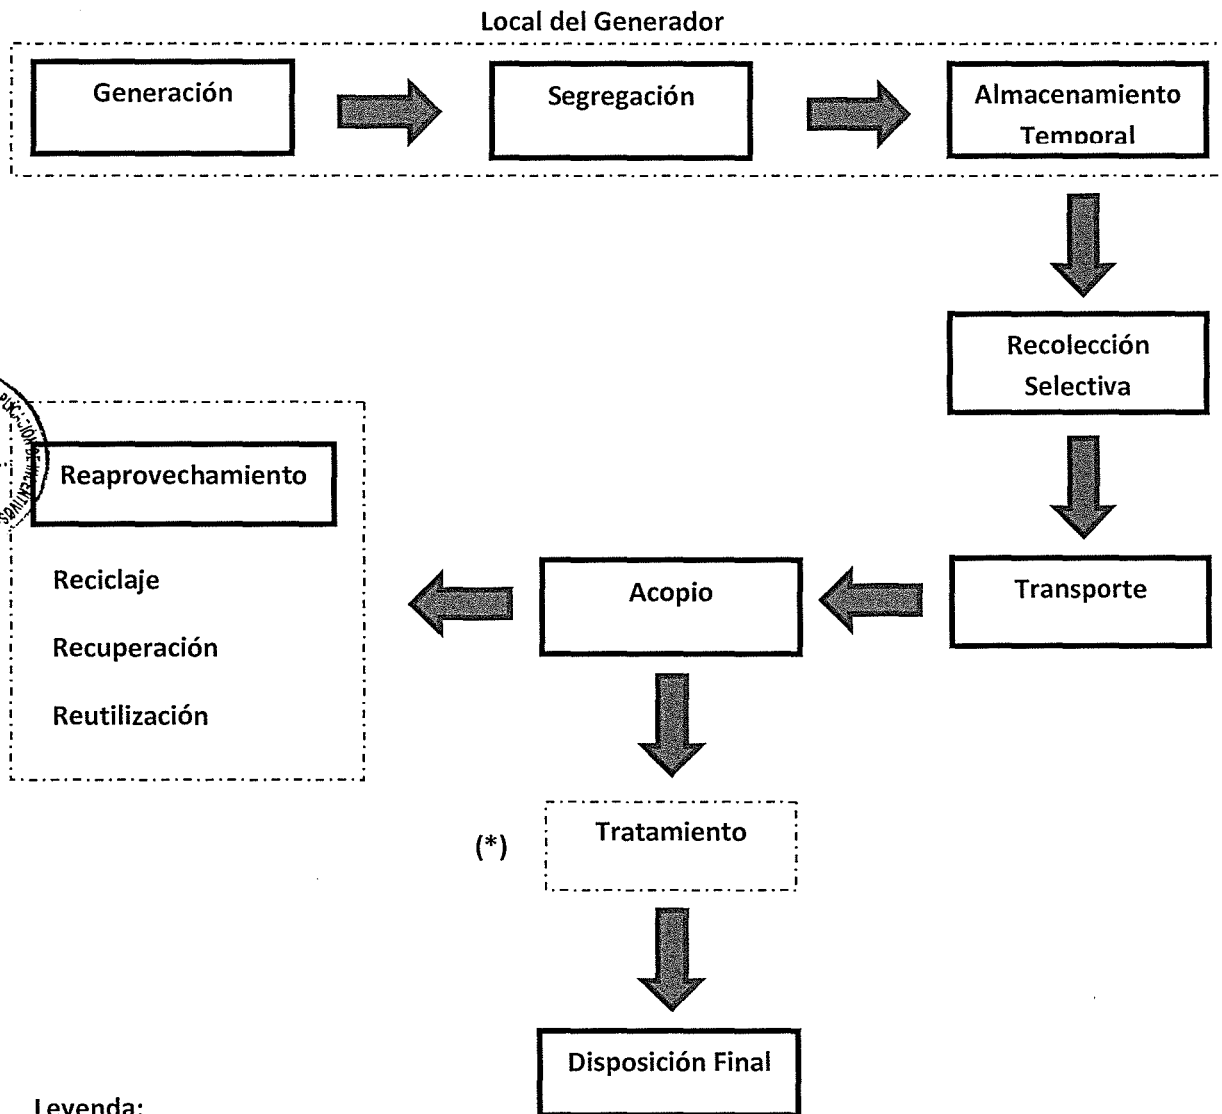 Local del Generador
Generación
Segregación
Almacenamiento
Temporal
Recolección
Selectiva
Reaprovechamiento
Reciclaje
Recuperación
Reutilización
Acopio
Transporte
(*)
Tratamiento
Disposición Final
Leyenda: